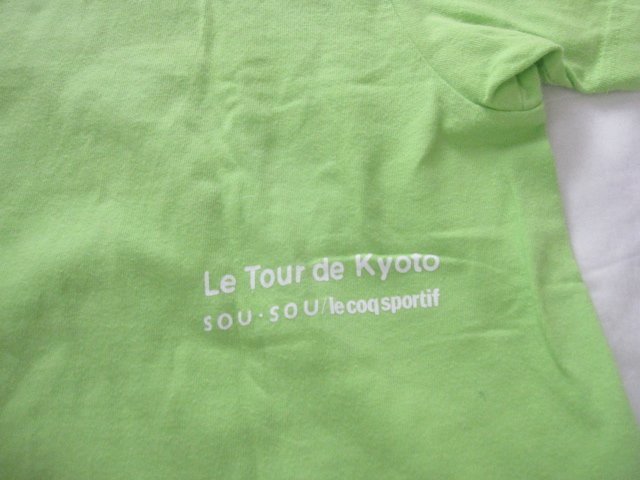 Le Tour de Kyoto
SOU・SOU/le coq sportif